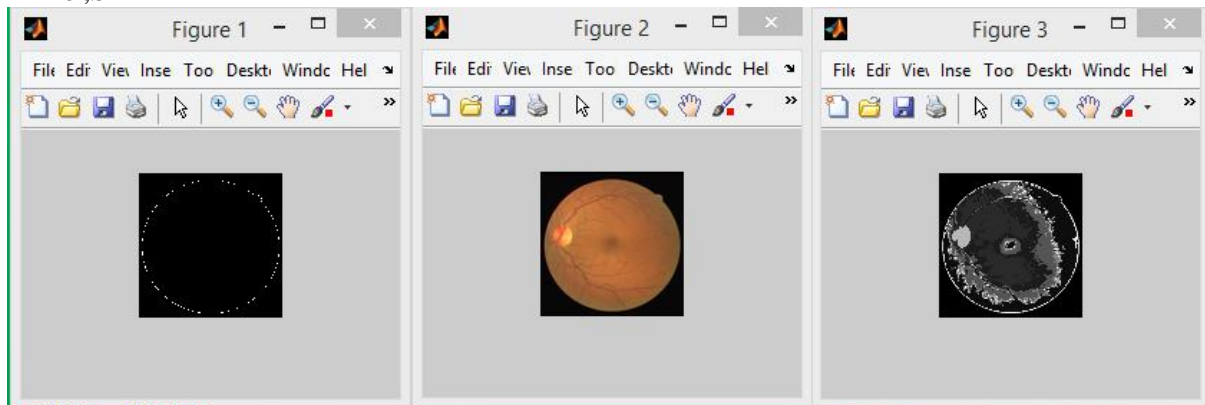 Figure 1
File Edit View Inse Too Deskt Windc Hel
Figure 2
File Edit View Inse Too Deskt Windc Hel
Figure 3
File Edit View Inse Too Deskt Windc Hel